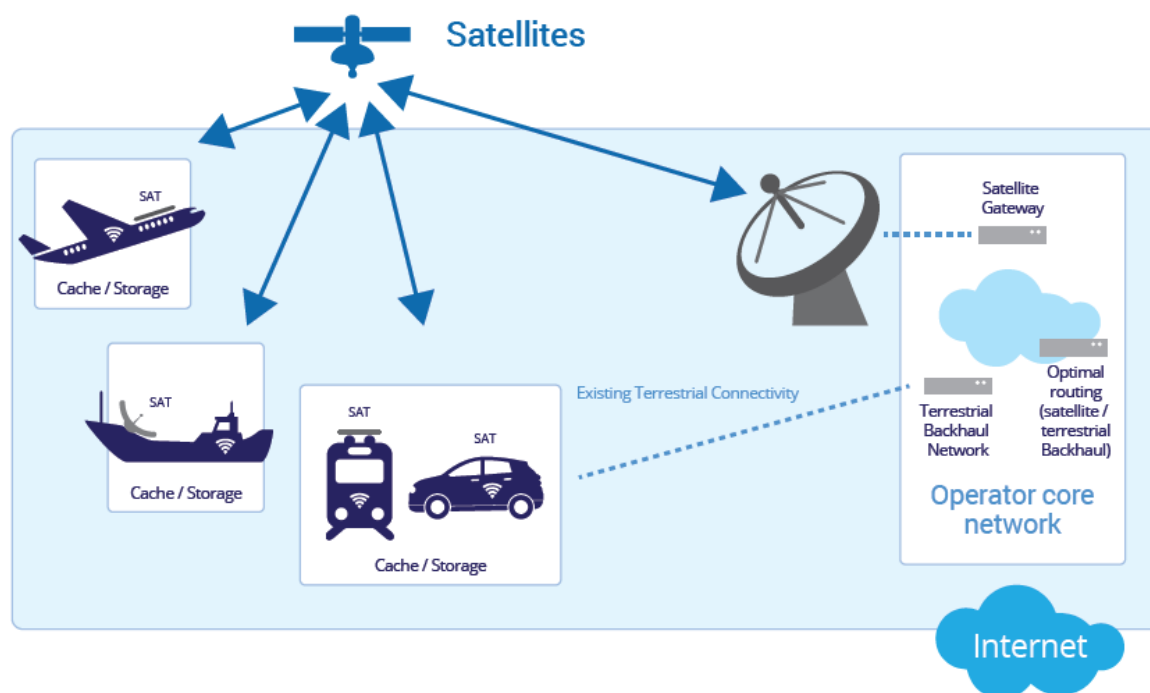 Satellites
SAT
Cache / Storage
SAT
Cache / Storage
SAT
SAT
Cache / Storage
Existing Terrestrial Connectivity
Satellite
Gateway
Terrestrial
Backhaul
Network
Optimal
routing
(satellite /
terrestrial
Backhaul)
Operator core
network
Internet